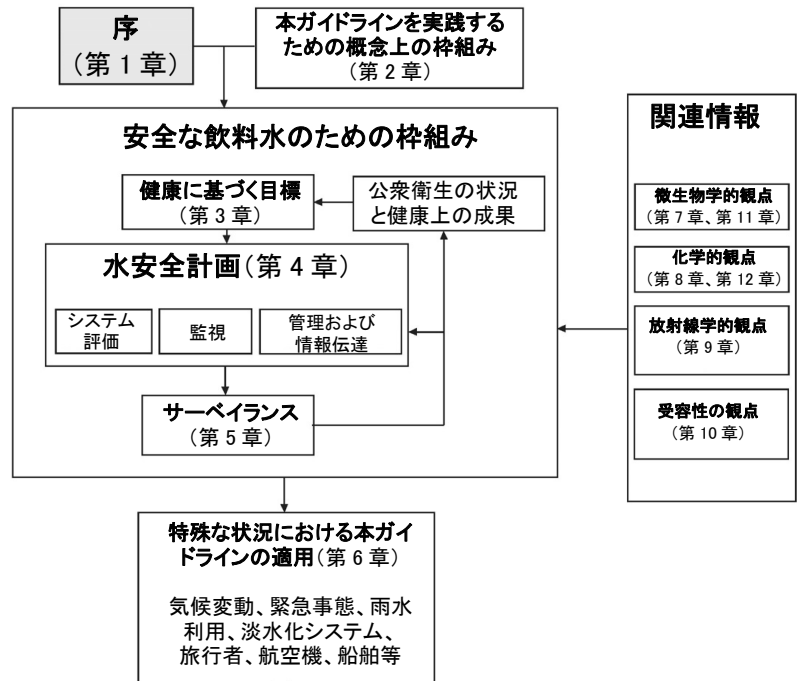 序
（第 1 章）
本ガイドラインを実践する
ための概念上の枠組み
（第 2 章）
安全な飲料水のための枠組み
健康に基づく目標
（第 3 章）
公衆衛生の状況
と健康上の成果
水安全計画（第 4 章）
システム
評価
監視
管理および
情報伝達
サーベイランス
（第 5 章）
関連情報
微生物学的観点
（第 7 章、第 11 章）
化学的観点
（第 8 章、第 12 章）
放射線学的観点
（第 9 章）
受容性の観点
（第 10 章）
特殊な状況における本ガイ
ドラインの適用（第 6 章）
気候変動、緊急事態、雨水
利用、淡水化システム、
旅行者、航空機、船舶等